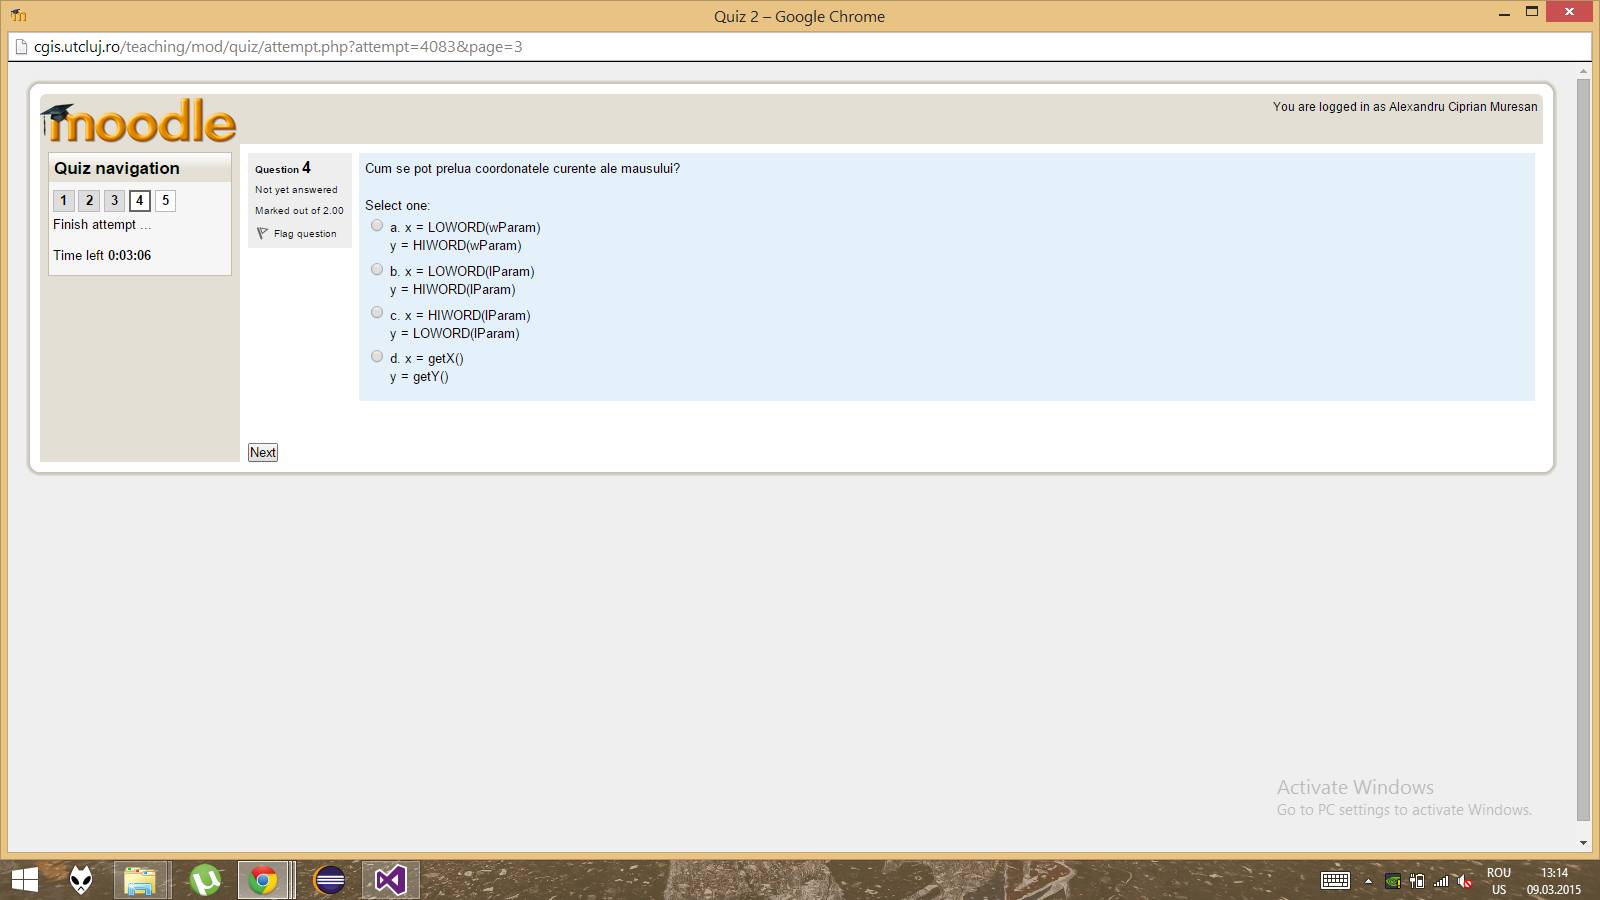 Quiz 2 – Google Chrome
cgis.utcluj.ro/teaching/mod/quiz/attempt.php?attempt=4083&page=3
moodle
You are logged in as Alexandru Ciprian Muresan
Quiz navigation
1 2 3 4 5
Finish attempt ...
Time left 0:03:06
Question 4
Not yet answered
Marked out of 2.00
Flag question
Cum se pot prelua coordonatele curente ale mausului?
Select one:
a. x = LOWORD(wParam)
y = HIWORD(wParam)
b. x = LOWORD(lParam)
y = HIWORD(lParam)
c. x = HIWORD(lParam)
y = LOWORD(lParam)
d. x = getX()
y = getY()
Next
Activate Windows
Go to PC settings to activate Windows.
ROU
US
13:14
09.03.2015